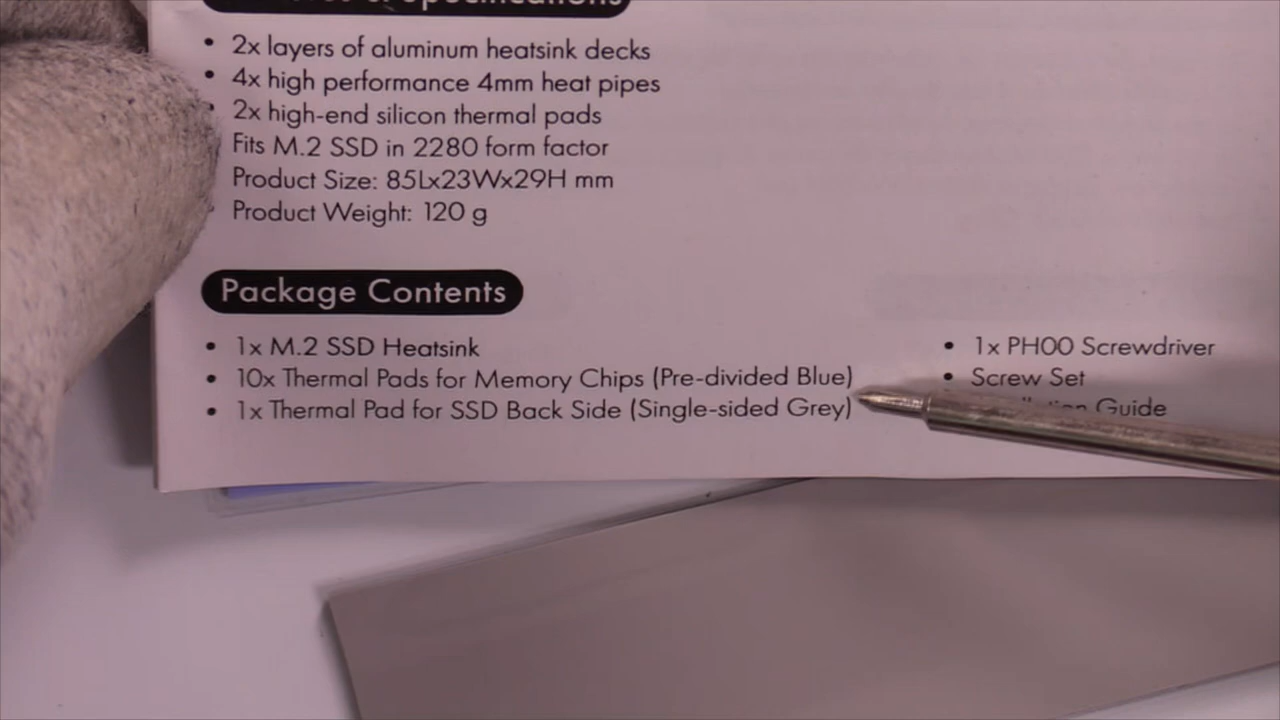 Specifications
2x layers of aluminum heatsink decks
4x high performance 4mm heat pipes
2x high-end silicon thermal pads
Fits M.2 SSD in 2280 form factor
Product Size: 85Lx23Wx29H mm
Product Weight: 120 g
Package Contents
• 1x M.2 SSD Heatsink
• 10x Thermal Pads for Memory Chips (Pre-divided Blue)
• 1x Thermal Pad for SSD Back Side (Single-sided Grey)
• 1x PH00 Screwdriver
• Screw Set
Guide